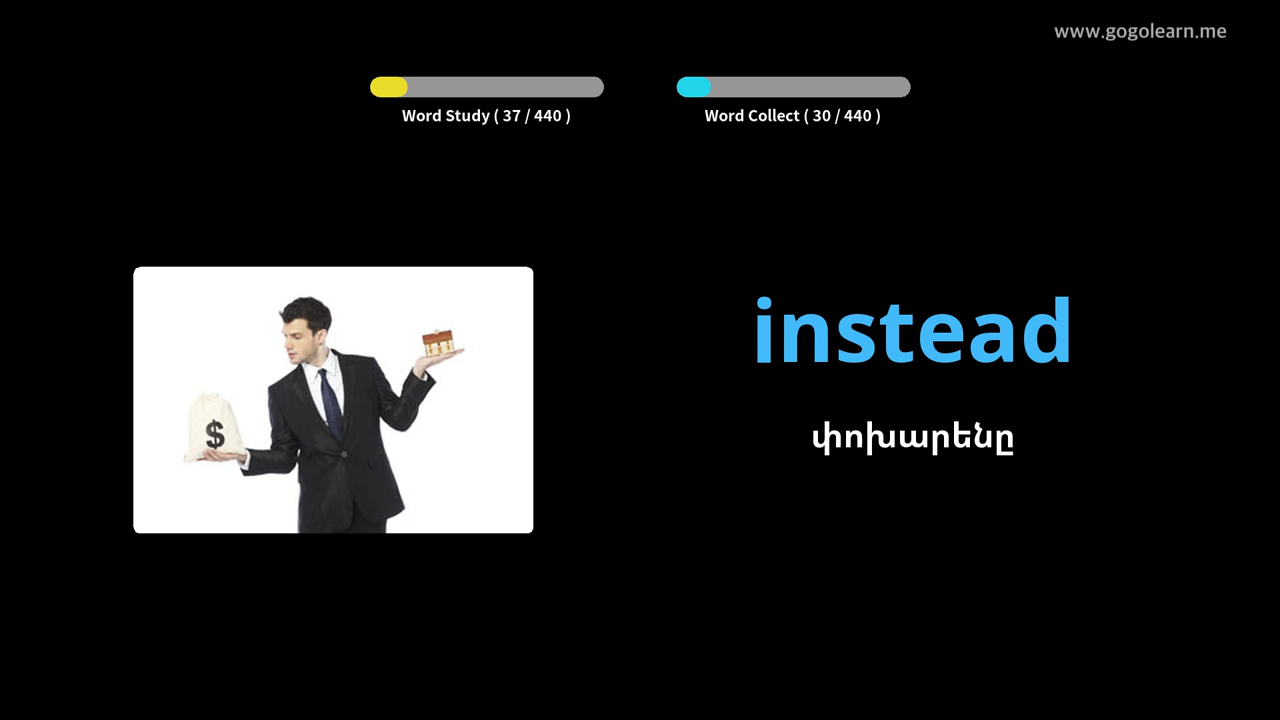 www.gogolearn.me
Word Study ( 37 / 440 )
Word Collect ( 30 / 440 )
instead
փոխարենը
$